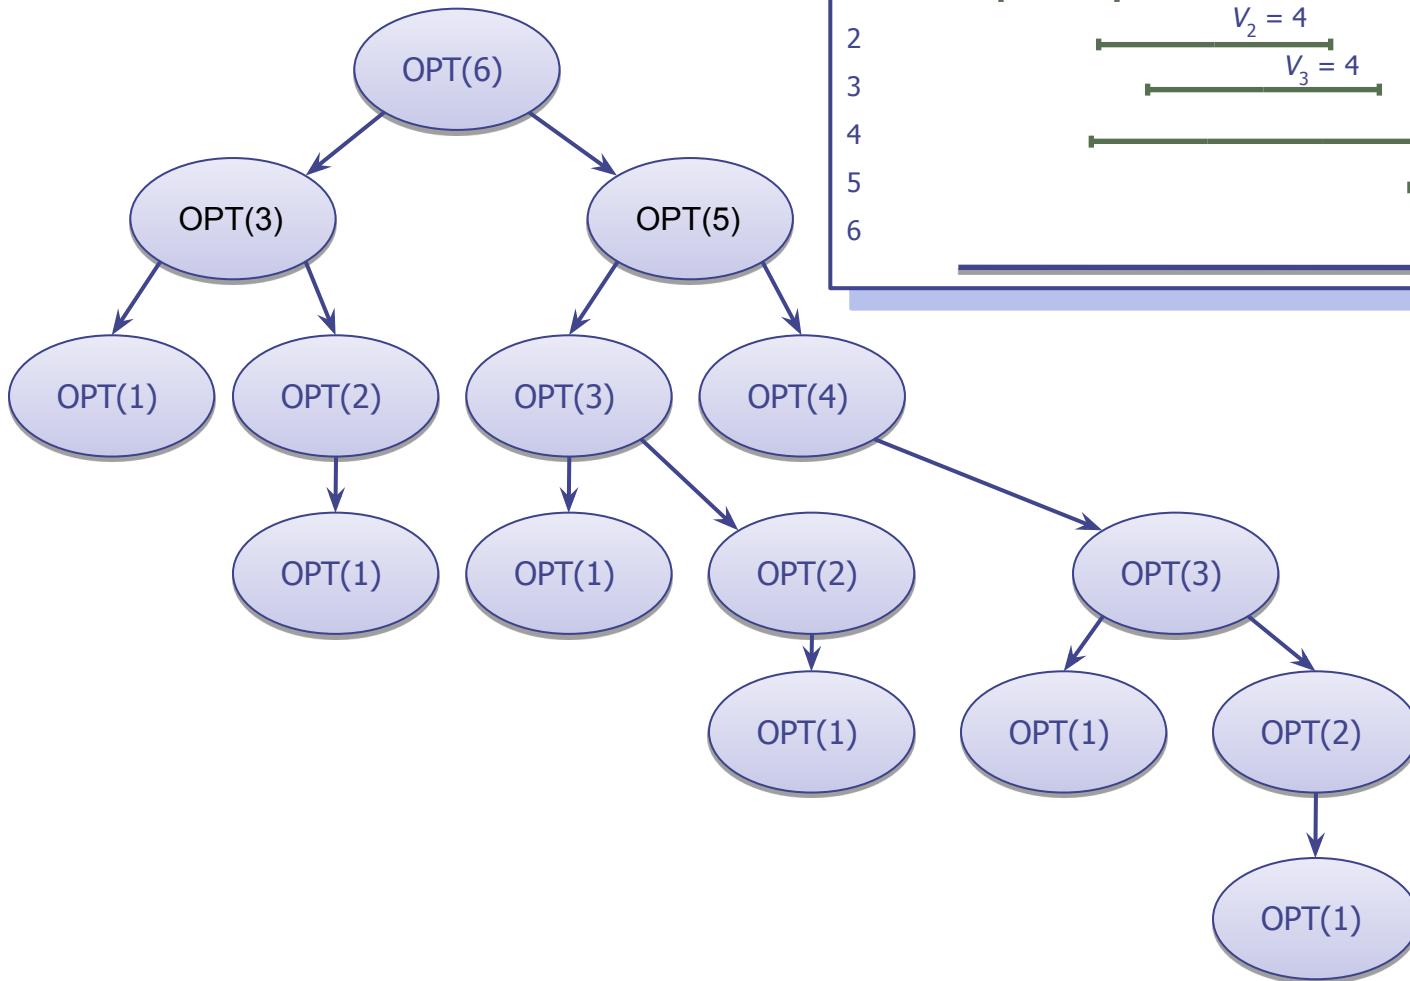 V2 = 4
2
V3 = 4
3
4
5
6
OPT(6)
OPT(3)
OPT(5)
OPT(1)
OPT(2)
OPT(3)
OPT(4)
OPT(1)
OPT(1)
OPT(2)
OPT(3)
OPT(1)
OPT(1)
OPT(2)
OPT(1)